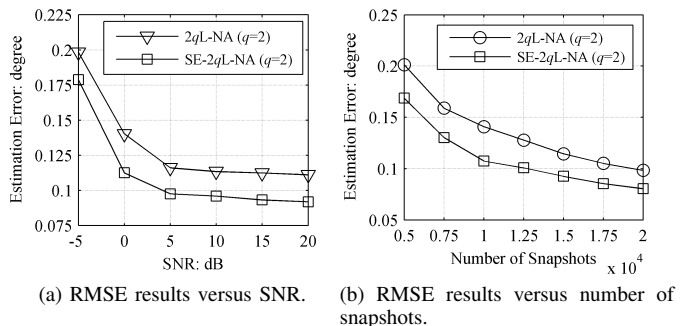 Estimation Error: degree
0.225
0.2
0.175
0.15
0.125
0.1
0.075
2qL-NA (q=2)
SE-2qL-NA (q=2)
-5 0 5 10 15 20
SNR: dB
(a) RMSE results versus SNR.
Estimation Error: degree
0.25
0.2
0.15
0.1
0.05
2qL-NA (q=2)
SE-2qL-NA (q=2)
0.5 0.75 1 1.25 1.5 1.75 2
Number of Snapshots x 10^4
(b) RMSE results versus number of
snapshots.